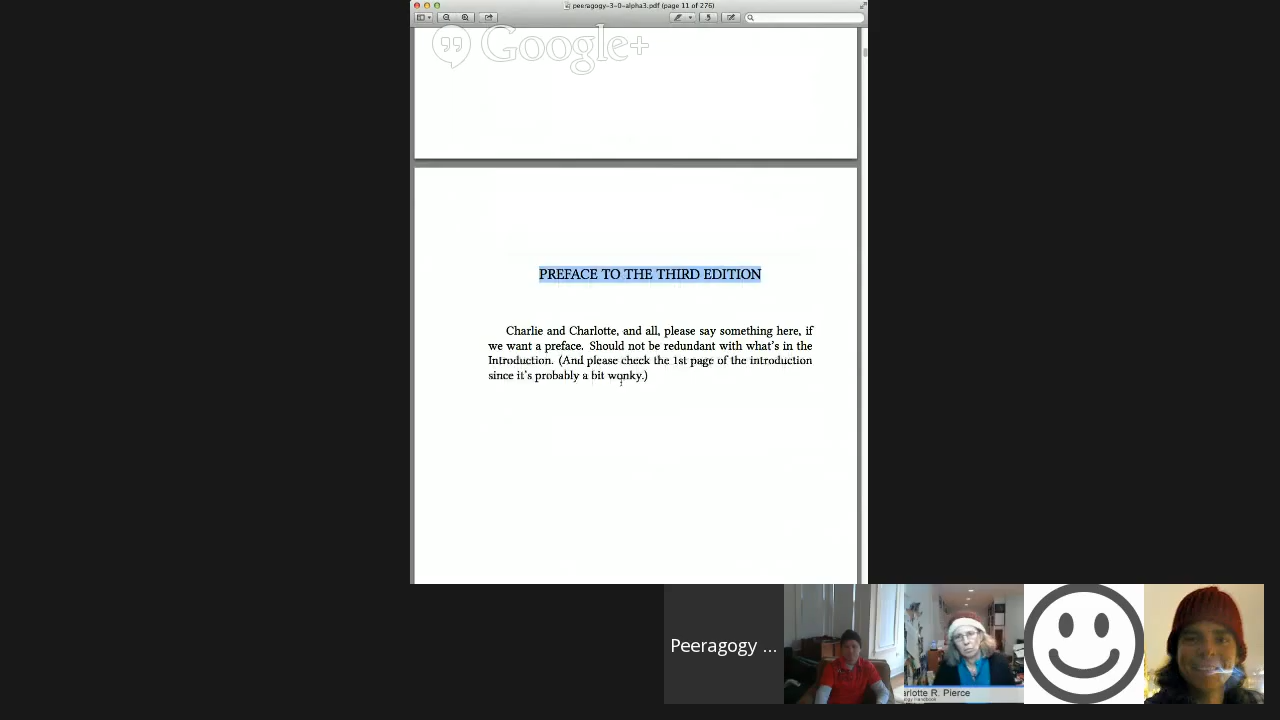 peeragogy-3-0-alpha3.pdf (page 11 of 276)
Google+
PREFACE TO THE THIRD EDITION
Charlie and Charlotte, and all, please say something here, if
we want a preface. Should not be redundant with what's in the
Introduction. (And please check the 1st page of the introduction
since it's probably a bit wonky.)
Peeragogy ...
arlotte R. Pierce